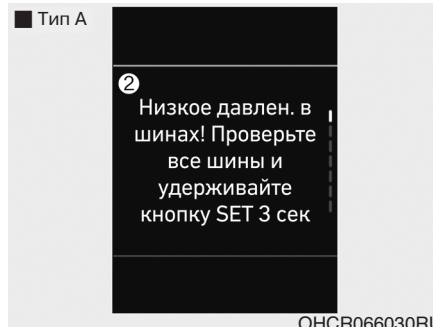 Тип А
2
Низкое давлен. в
шинах! Проверьте
все шины и
удерживайте
кнопку SET 3 сек
OHCR066030RU